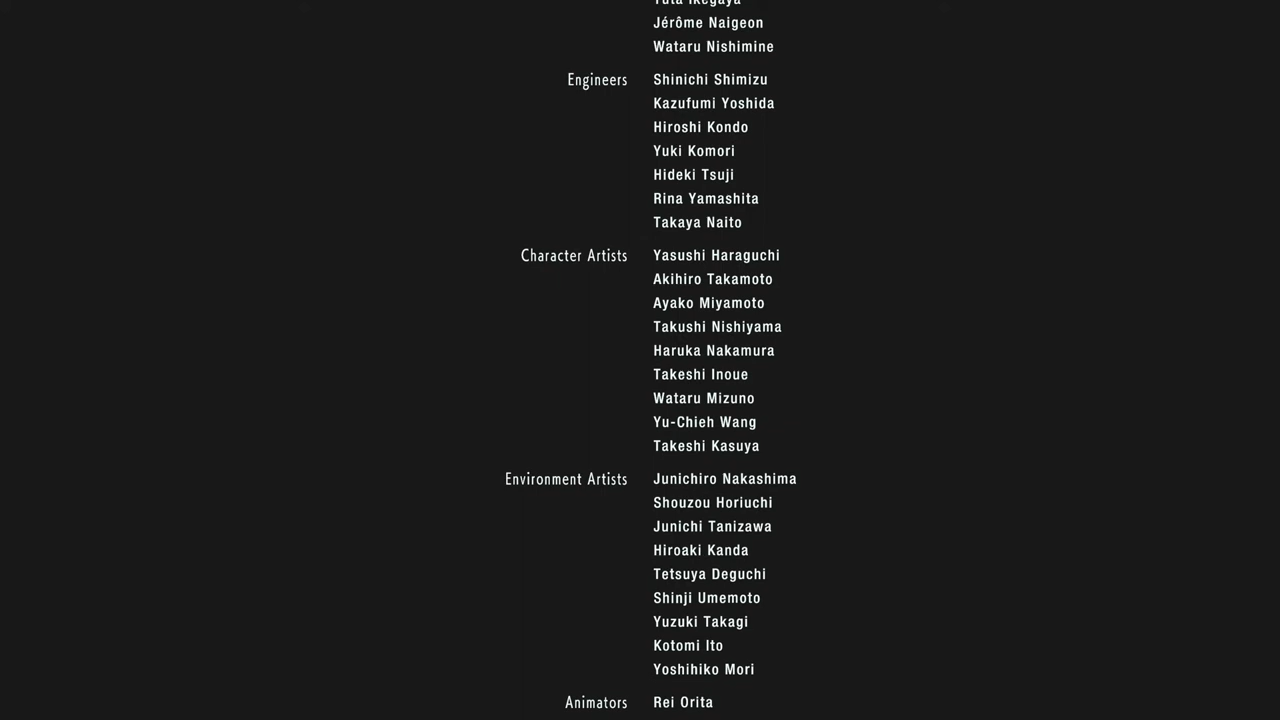 Yuta Ikegaya
Jérôme Naigeon
Wataru Nishimine
Engineers Shinichi Shimizu
Kazufumi Yoshida
Hiroshi Kondo
Yuki Komori
Hideki Tsuji
Rina Yamashita
Takaya Naito
Character Artists Yasushi Haraguchi
Akihiro Takamoto
Ayako Miyamoto
Takushi Nishiyama
Haruka Nakamura
Takeshi Inoue
Wataru Mizuno
Yu-Chieh Wang
Takeshi Kasuya
Environment Artists Junichiro Nakashima
Shouzou Horiuchi
Junichi Tanizawa
Hiroaki Kanda
Tetsuya Deguchi
Shinji Umemoto
Yuzuki Takagi
Kotomi Ito
Yoshihiko Mori
Animators Rei Orita